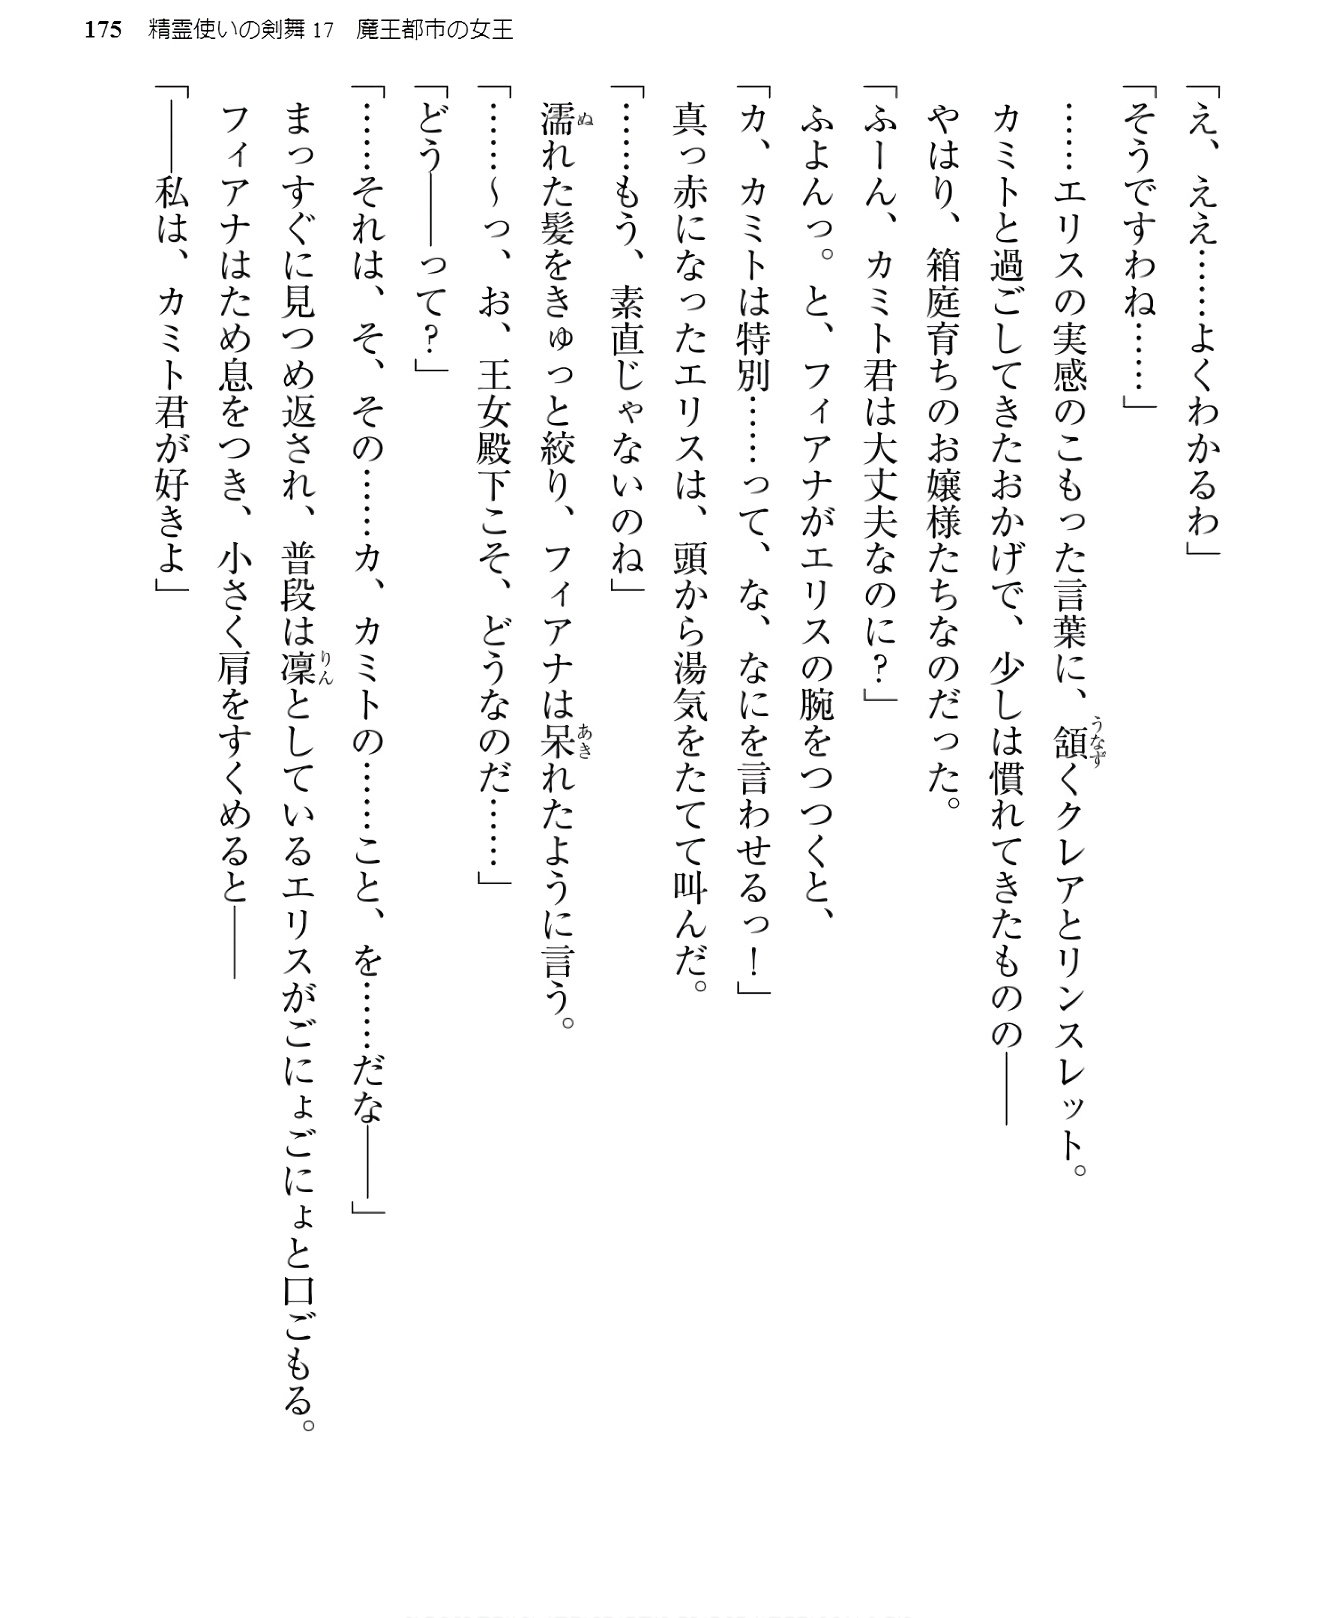 175　精霊使いの剣舞 17　魔王都市の女王
「え、ええ……よくわかるわ」
「そうですわね……」
……エリスの実感のこもった言葉に、頷くクレアとリンスレット。
カミトと過ごしてきたおかげで、少しは慣れてきたものの――
やはり、箱庭育ちのお嬢様たちなのだった。
「ふーん、カミト君は大丈夫なのに？」
ふよんっ。と、フィアナがエリスの腕をつつくと、
「カ、カミトは特別……って、な、なにを言わせるっ！」
真っ赤になったエリスは、頭から湯気をたてて叫んだ。
「……もう、素直じゃないのね」
濡れた髪をきゅっと絞り、フィアナは呆れたように言う。
「……～っ、お、王女殿下こそ、どうなのだ……」
「どう――って？」
「……それは、そ、その……カ、カミトの……こと、を……だな――」
まっすぐに見つめ返され、普段は凜としているエリスがごにょごにょと口ごもる。
フィアナはため息をつき、小さく肩をすくめると――
「――私は、カミト君が好きよ」